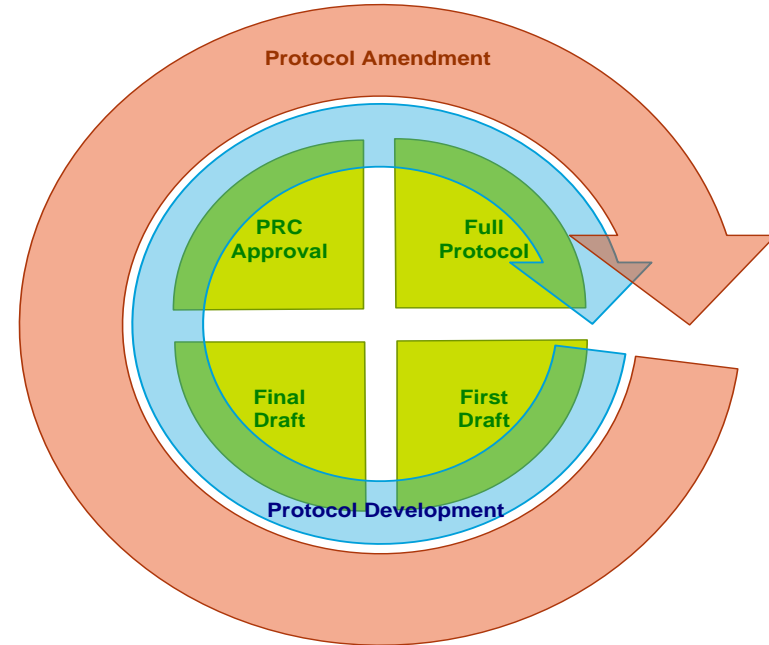 Protocol Amendment
PRC
Approval
Full
Protocol
Final
Draft
First
Draft
Protocol Development